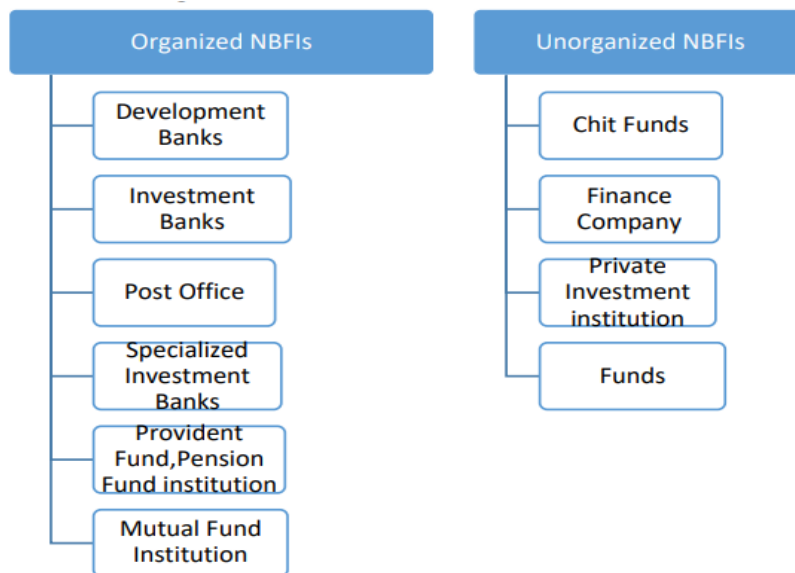 Organized NBFIs
Development
Banks
Investment
Banks
Post Office
Specialized
Investment
Banks
Provident
Fund,Pension
Fund institution
Mutual Fund
Institution
Unorganized NBFIs
Chit Funds
Finance
Company
Private
Investment
institution
Funds